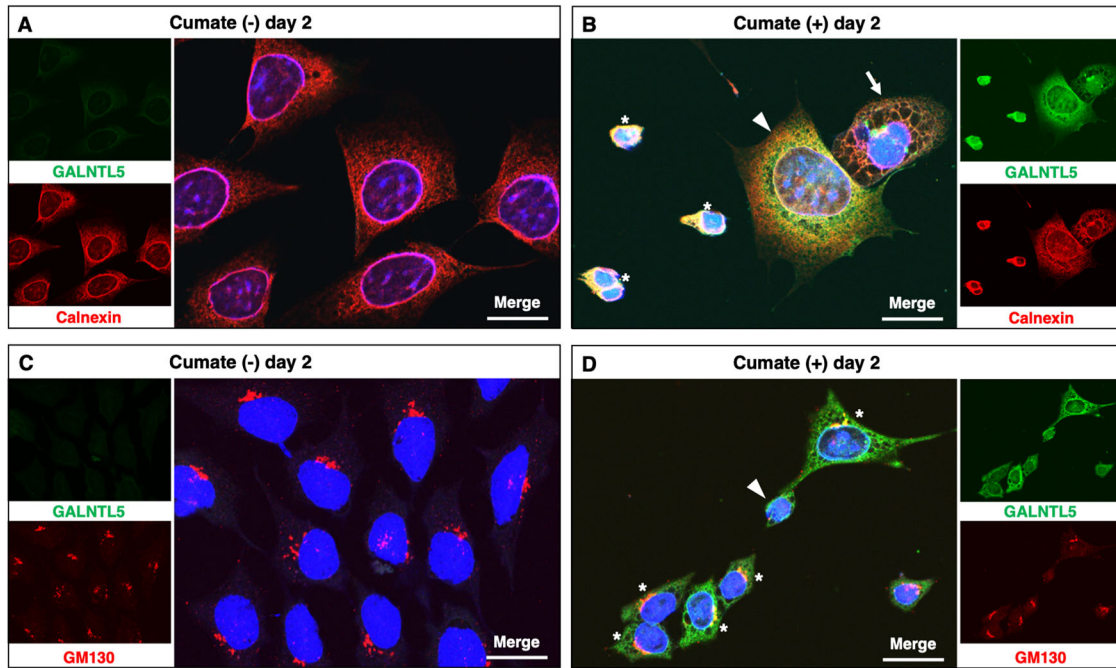 A
Cumate (-) day 2
GALNTL5
Calnexin
Merge
B
Cumate (+) day 2
*
*
*
Merge
GALNTL5
Calnexin
C
Cumate (-) day 2
GALNTL5
GM130
Merge
D
Cumate (+) day 2
*
*
*
*
*
Merge
GALNTL5
GM130